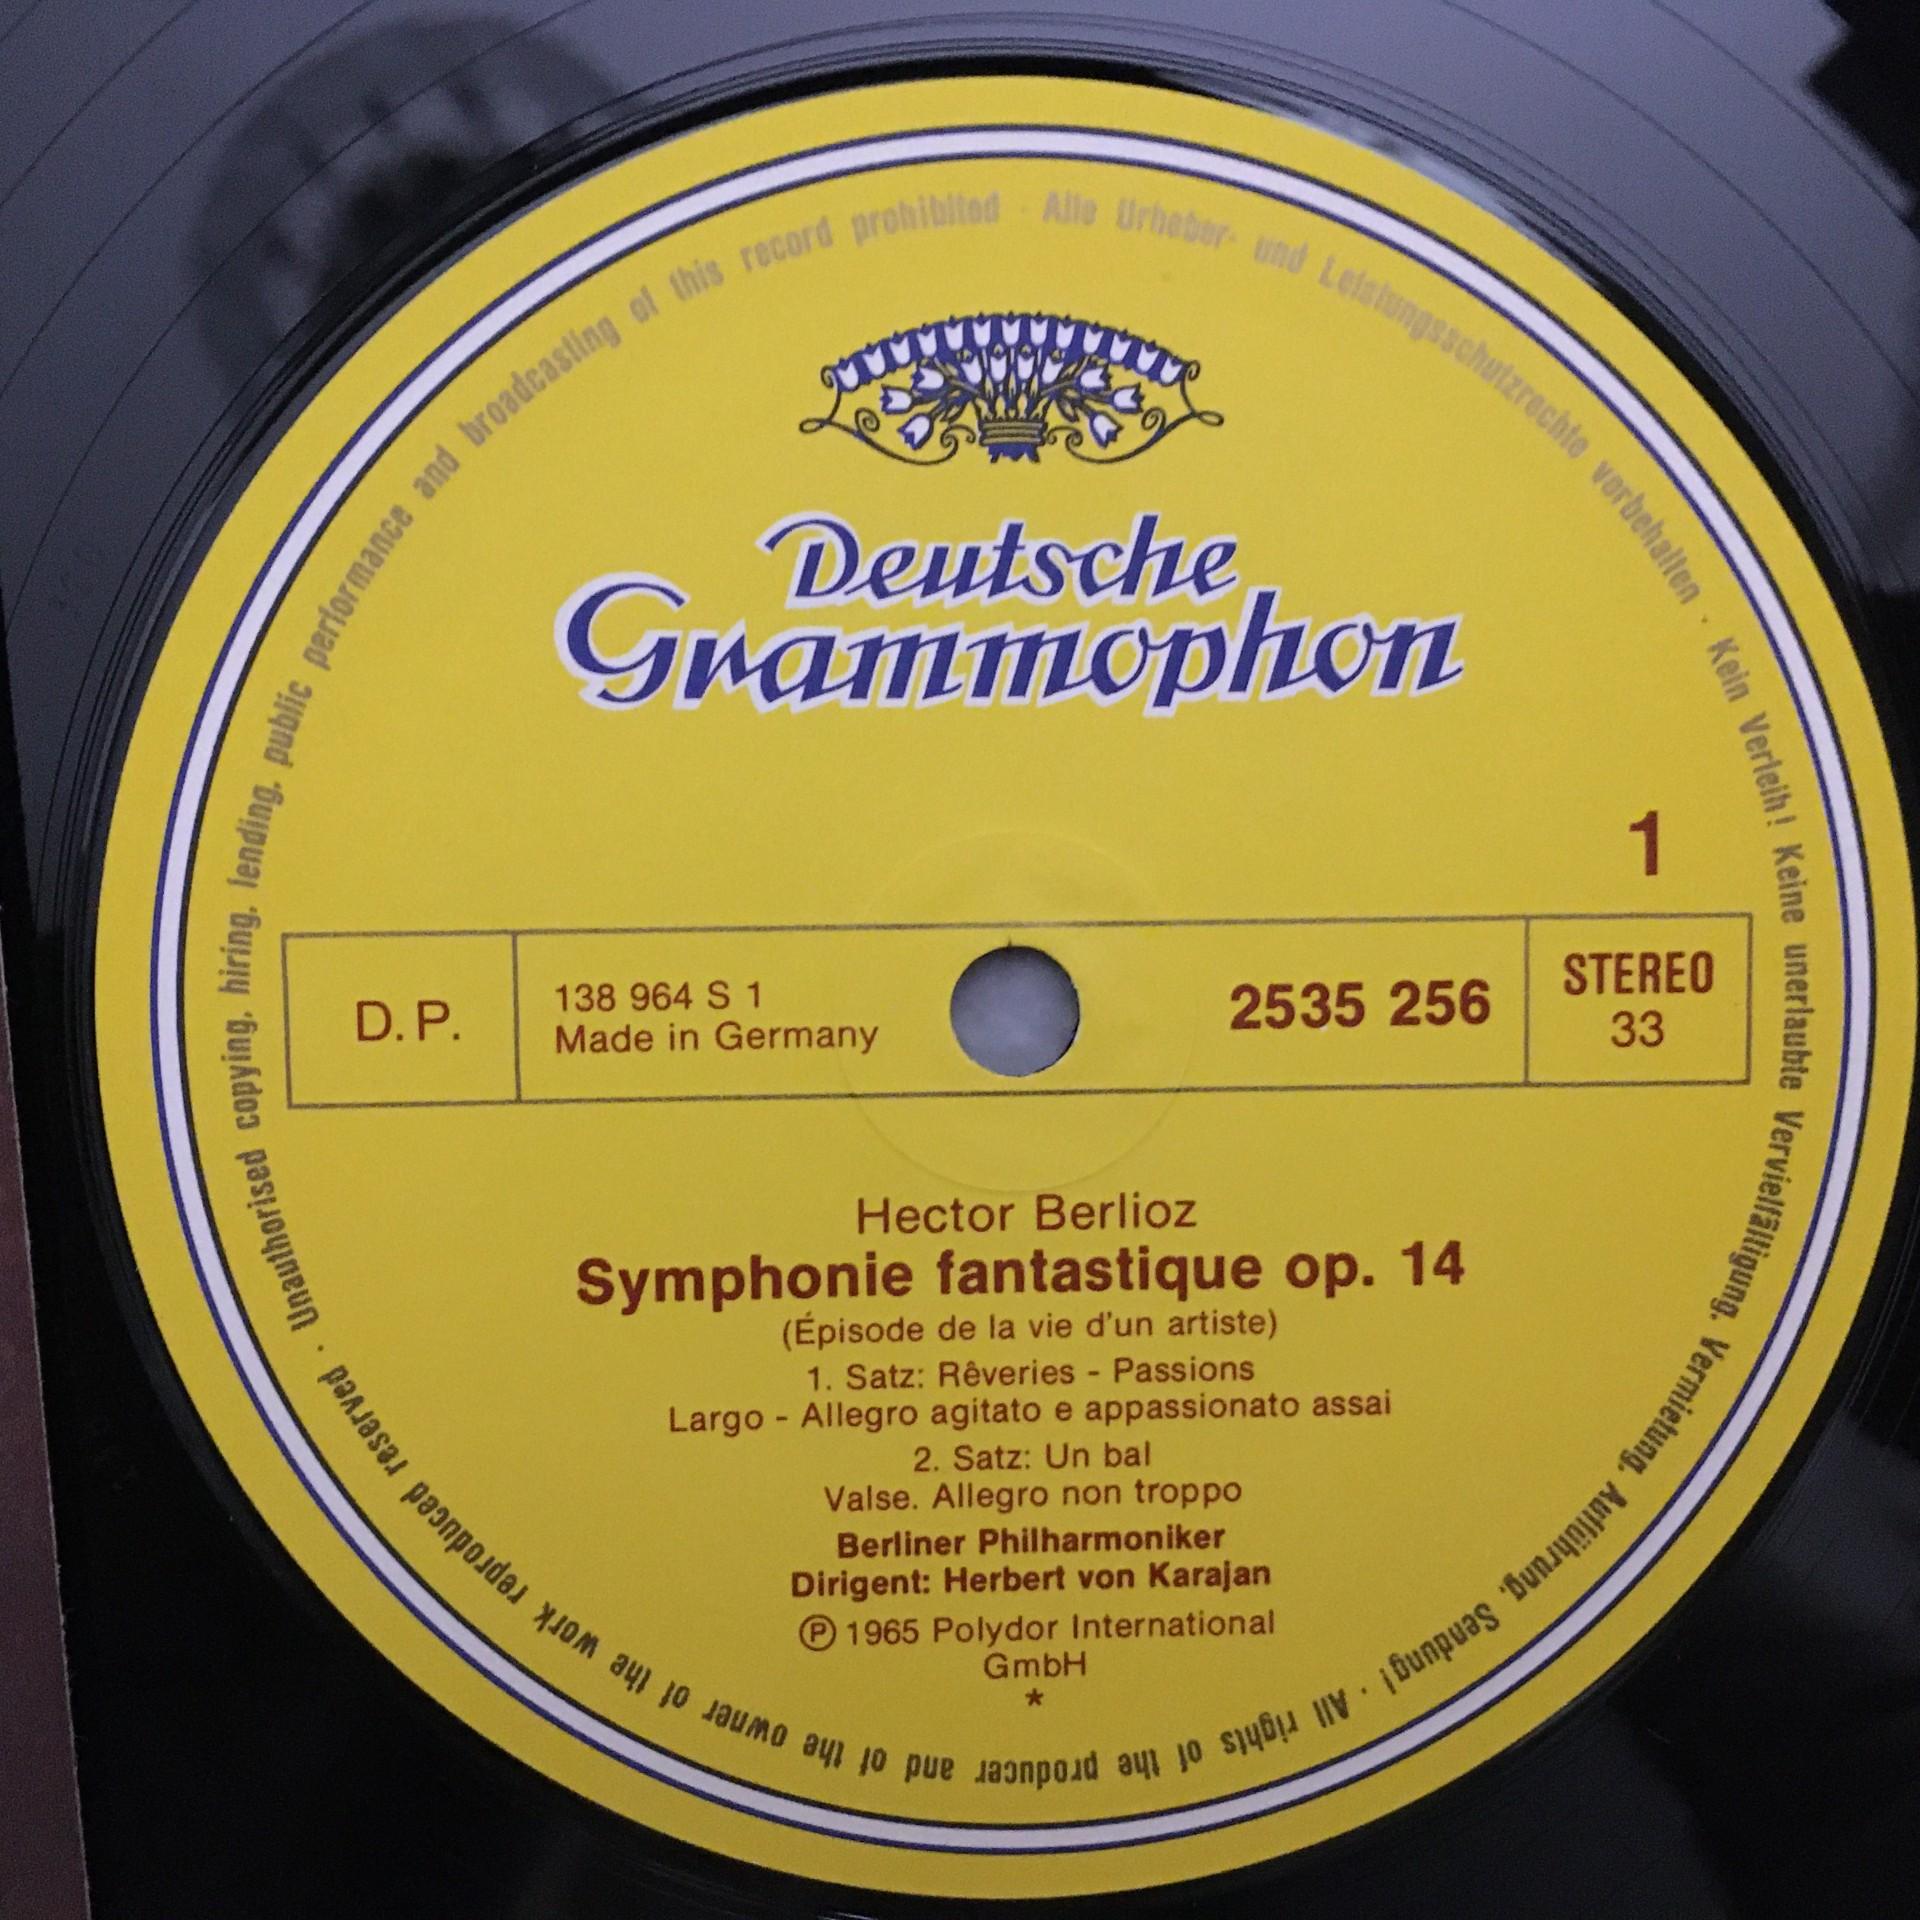 Unauthorised copying, hiring, lending, public performance and broadcasting of this record prohibited · Alle Urheber- und Leistungsschutzrechte vorbehalten · Kein Verleih! Keine unerlaubte Vervielfältigung, Vermietung, Aufführung, Sendung! · All rights of the producer and of the owner of the work reproduced reserved ·
Deutsche
Grammophon
1
D. P.
138 964 S 1
Made in Germany
2535 256
STEREO
33
Hector Berlioz
Symphonie fantastique op. 14
(Épisode de la vie d'un artiste)
1. Satz: Rêveries - Passions
Largo - Allegro agitato e appassionato assai
2. Satz: Un bal
Valse. Allegro non troppo
Berliner Philharmoniker
Dirigent: Herbert von Karajan
Ⓟ 1965 Polydor International
GmbH
*